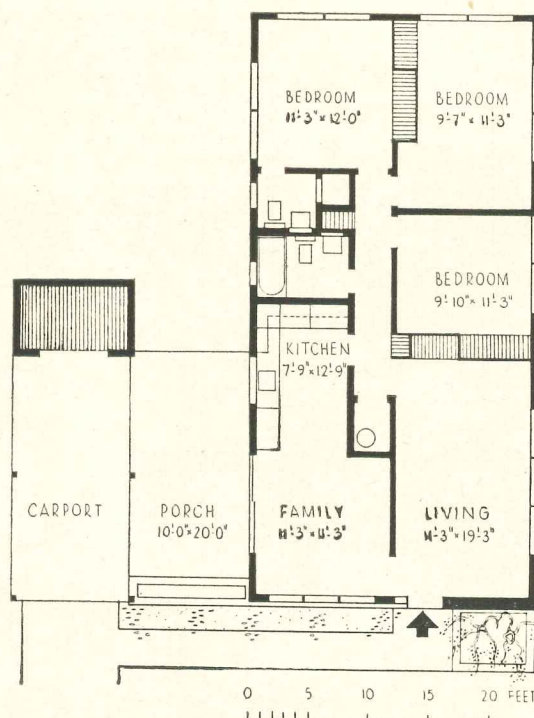 BEDROOM
11'-3" x 12'-0"
BEDROOM
9'-7" x 11'-3"
BEDROOM
9'-10" x 11'-3"
KITCHEN
7'-9" x 12'-9"
CARPORT
PORCH
10'-0" x 20'-0"
FAMILY
11'-3" x 11'-3"
LIVING
11'-3" x 19'-3"
0 5 10 15 20 FEET